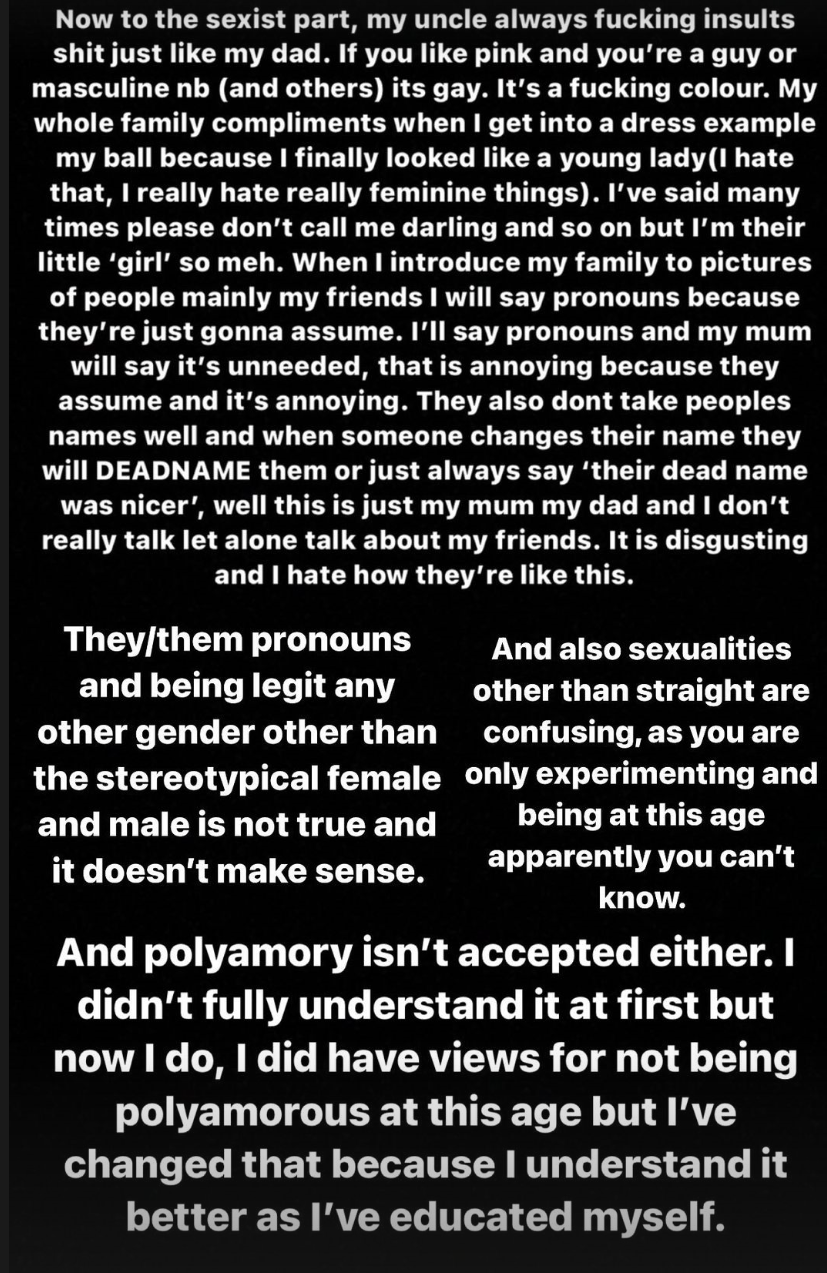 Now to the sexist part, my uncle always fucking insults
shit just like my dad. If you like pink and you’re a guy or
masculine nb (and others) its gay. It’s a fucking colour. My
whole family compliments when I get into a dress example
my ball because I finally looked like a young lady(I hate
that, I really hate really feminine things). I’ve said many
times please don’t call me darling and so on but I’m their
little ‘girl’ so meh. When I introduce my family to pictures
of people mainly my friends I will say pronouns because
they’re just gonna assume. I’ll say pronouns and my mum
will say it’s unneeded, that is annoying because they
assume and it’s annoying. They also dont take peoples
names well and when someone changes their name they
will DEADNAME them or just always say ‘their dead name
was nicer’, well this is just my mum my dad and I don’t
really talk let alone talk about my friends. It is disgusting
and I hate how they’re like this.
They/them pronouns
and being legit any
other gender other than
the stereotypical female
and male is not true and
it doesn’t make sense.
And also sexualities
other than straight are
confusing, as you are
only experimenting and
being at this age
apparently you can’t
know.
And polyamory isn’t accepted either. I
didn’t fully understand it at first but
now I do, I did have views for not being
polyamorous at this age but I’ve
changed that because I understand it
better as I’ve educated myself.